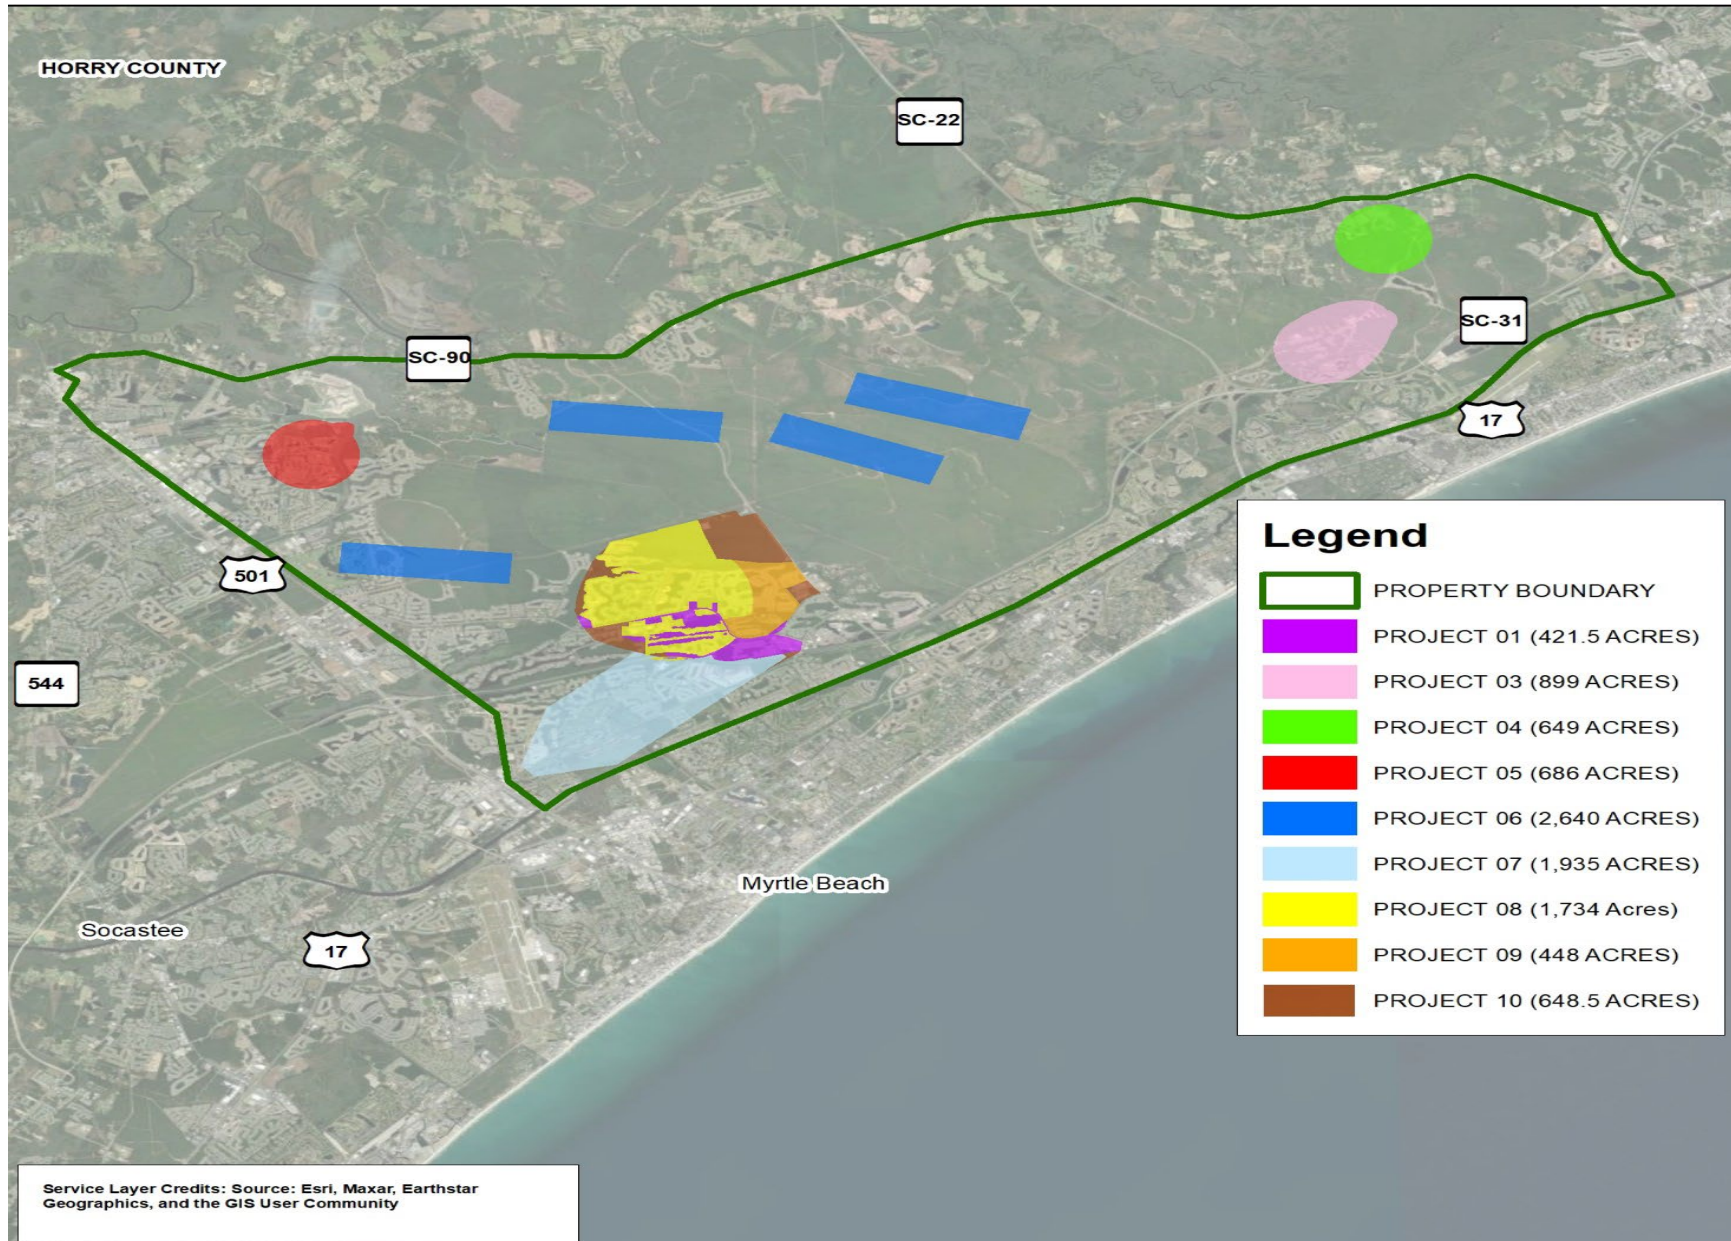 HORRY COUNTY
SC-22
SC-31
SC-90
17
501
544
Myrtle Beach
Socastee
17
Legend
PROPERTY BOUNDARY
PROJECT 01 (421.5 ACRES)
PROJECT 03 (899 ACRES)
PROJECT 04 (649 ACRES)
PROJECT 05 (686 ACRES)
PROJECT 06 (2,640 ACRES)
PROJECT 07 (1,935 ACRES)
PROJECT 08 (1,734 Acres)
PROJECT 09 (448 ACRES)
PROJECT 10 (648.5 ACRES)
Service Layer Credits: Source: Esri, Maxar, Earthstar
Geographics, and the GIS User Community